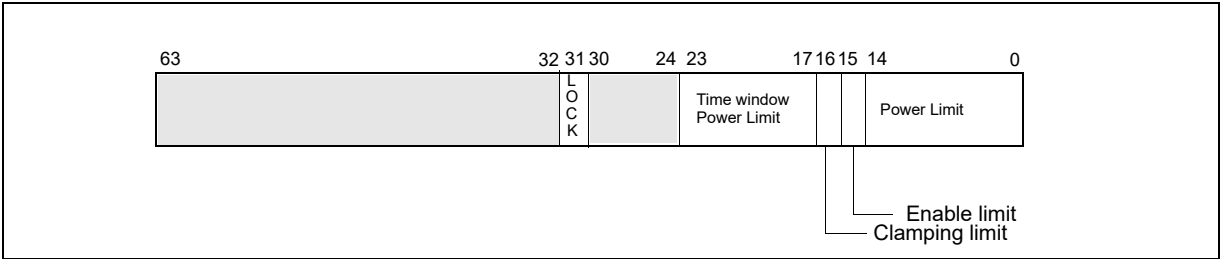 63 32 31 30 24 23 17 16 15 14 0
L
O
C
K
Time window
Power Limit
Power Limit
Enable limit
Clamping limit